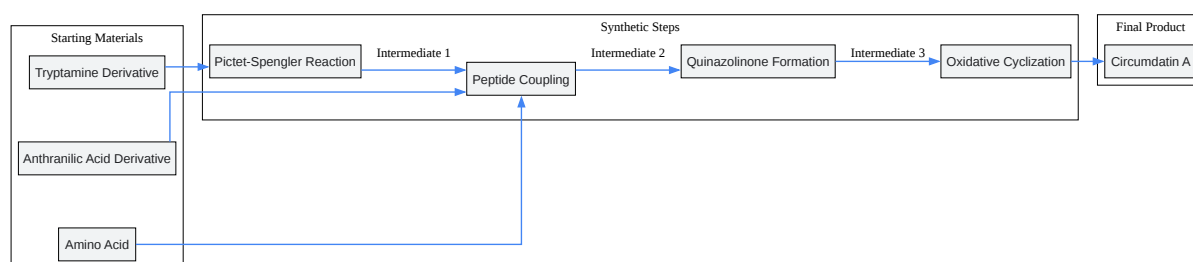 Starting Materials
Synthetic Steps
Final Product
Tryptamine Derivative
Pictet-Spengler Reaction
Intermediate 1
Peptide Coupling
Intermediate 2
Quinazolinone Formation
Intermediate 3
Oxidative Cyclization
Circumdatin A
Anthranilic Acid Derivative
Amino Acid